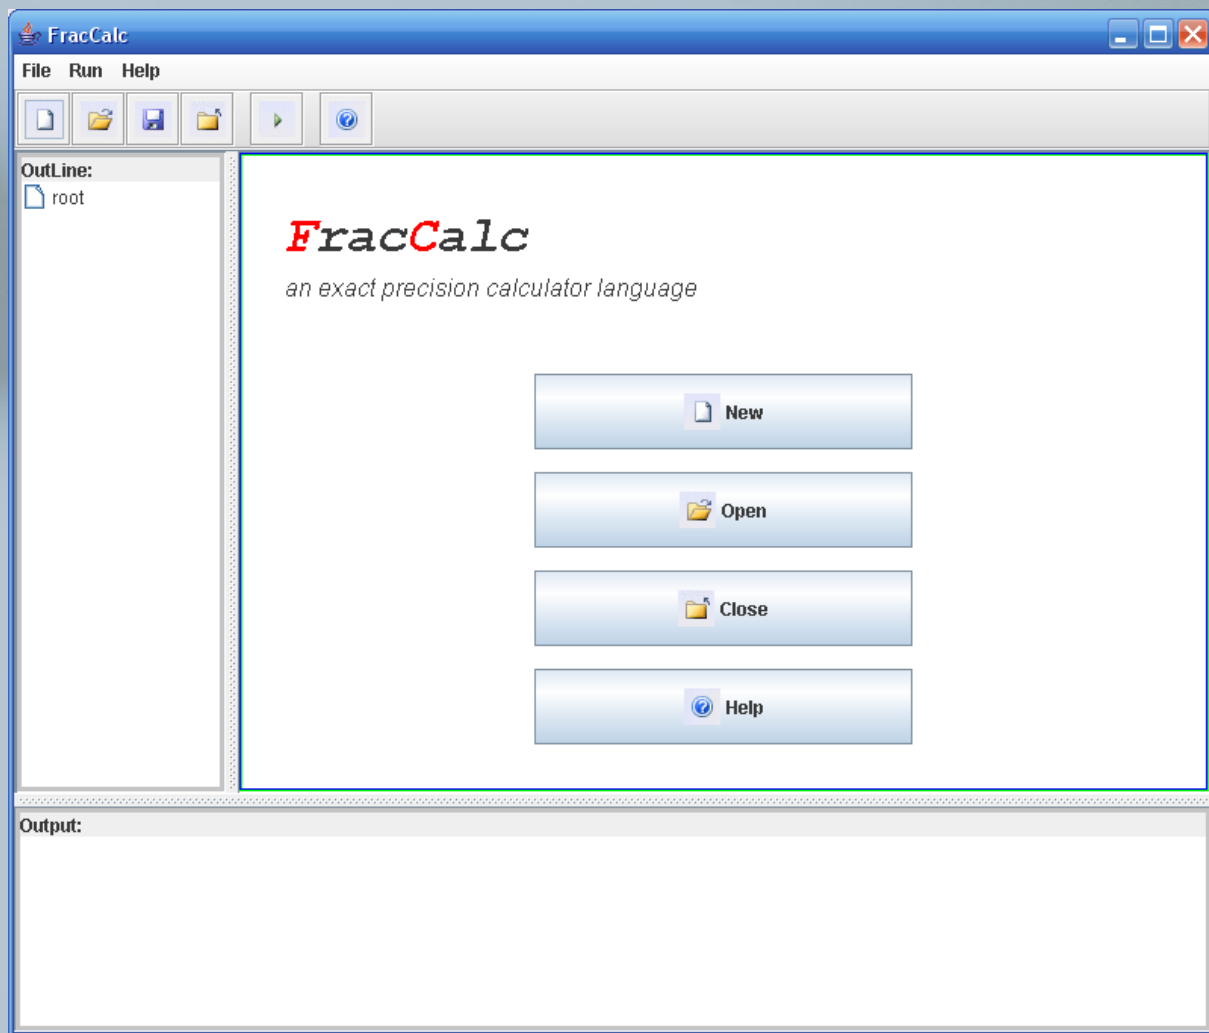 FracCalc
File Run Help
OutLine:
root
FracCalc
an exact precision calculator language
New
Open
Close
Help
Output: